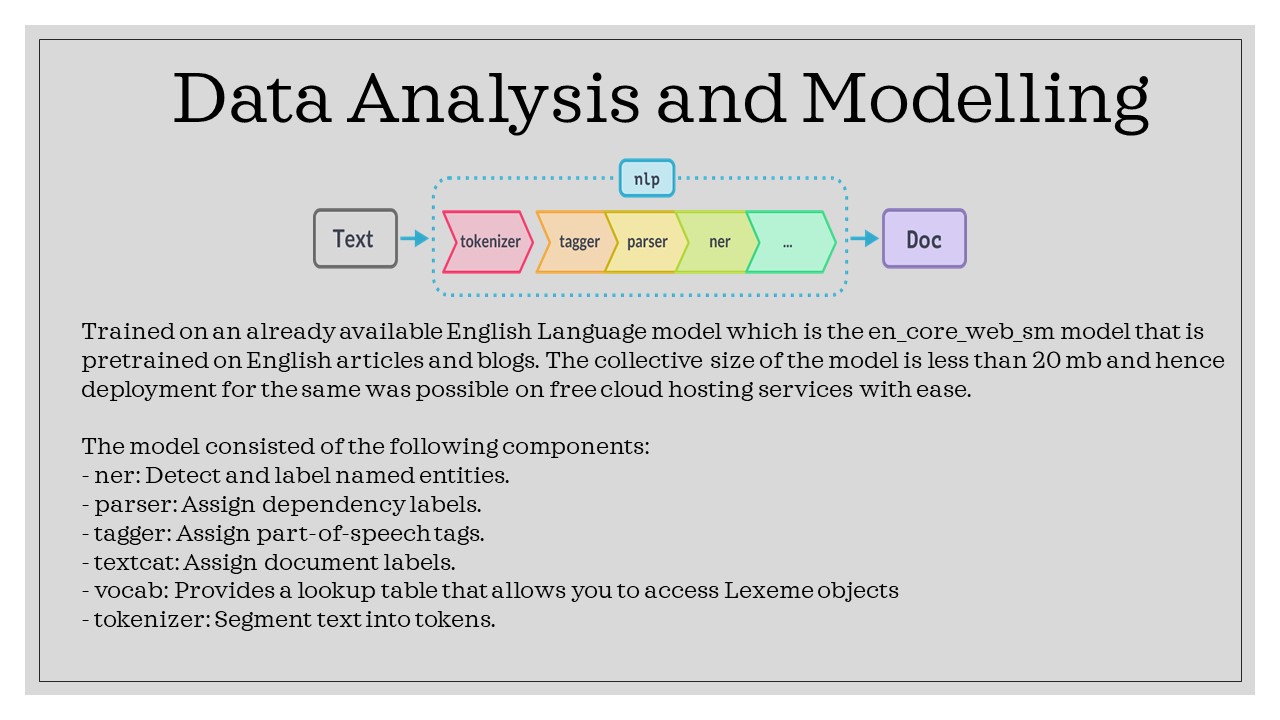 Data Analysis and Modelling
nlp
Text
tokenizer
tagger
parser
ner
...
Doc
Trained on an already available English Language model which is the en_core_web_sm model that is
pretrained on English articles and blogs. The collective size of the model is less than 20 mb and hence
deployment for the same was possible on free cloud hosting services with ease.
The model consisted of the following components:
- ner: Detect and label named entities.
- parser: Assign dependency labels.
- tagger: Assign part-of-speech tags.
- textcat: Assign document labels.
- vocab: Provides a lookup table that allows you to access Lexeme objects
- tokenizer: Segment text into tokens.